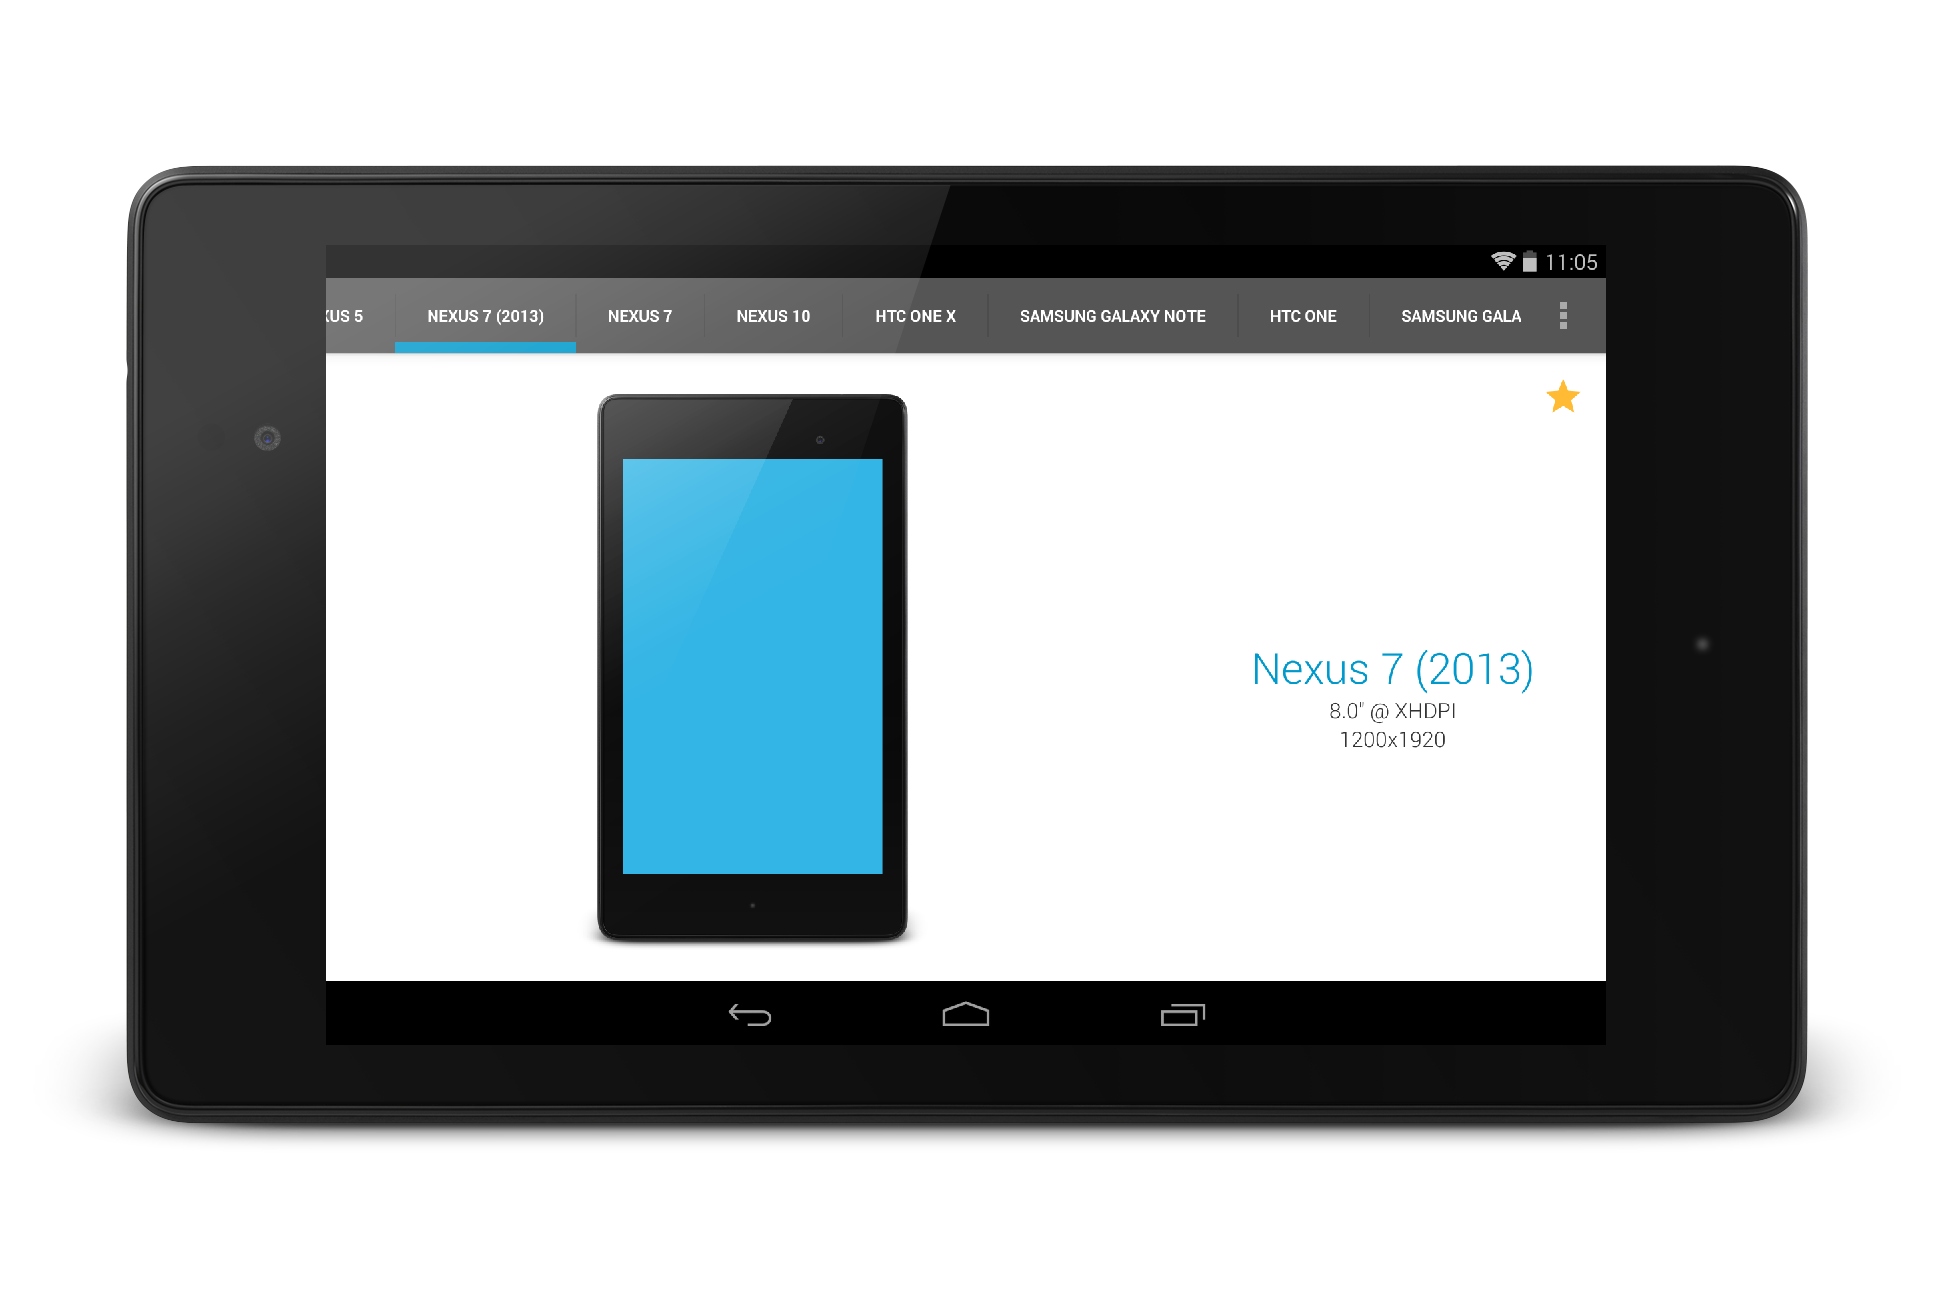 11:05
XUS 5 NEXUS 7 (2013) NEXUS 7 NEXUS 10 HTC ONE X SAMSUNG GALAXY NOTE HTC ONE SAMSUNG GALA
Nexus 7 (2013)
8.0" @ XHDPI
1200x1920